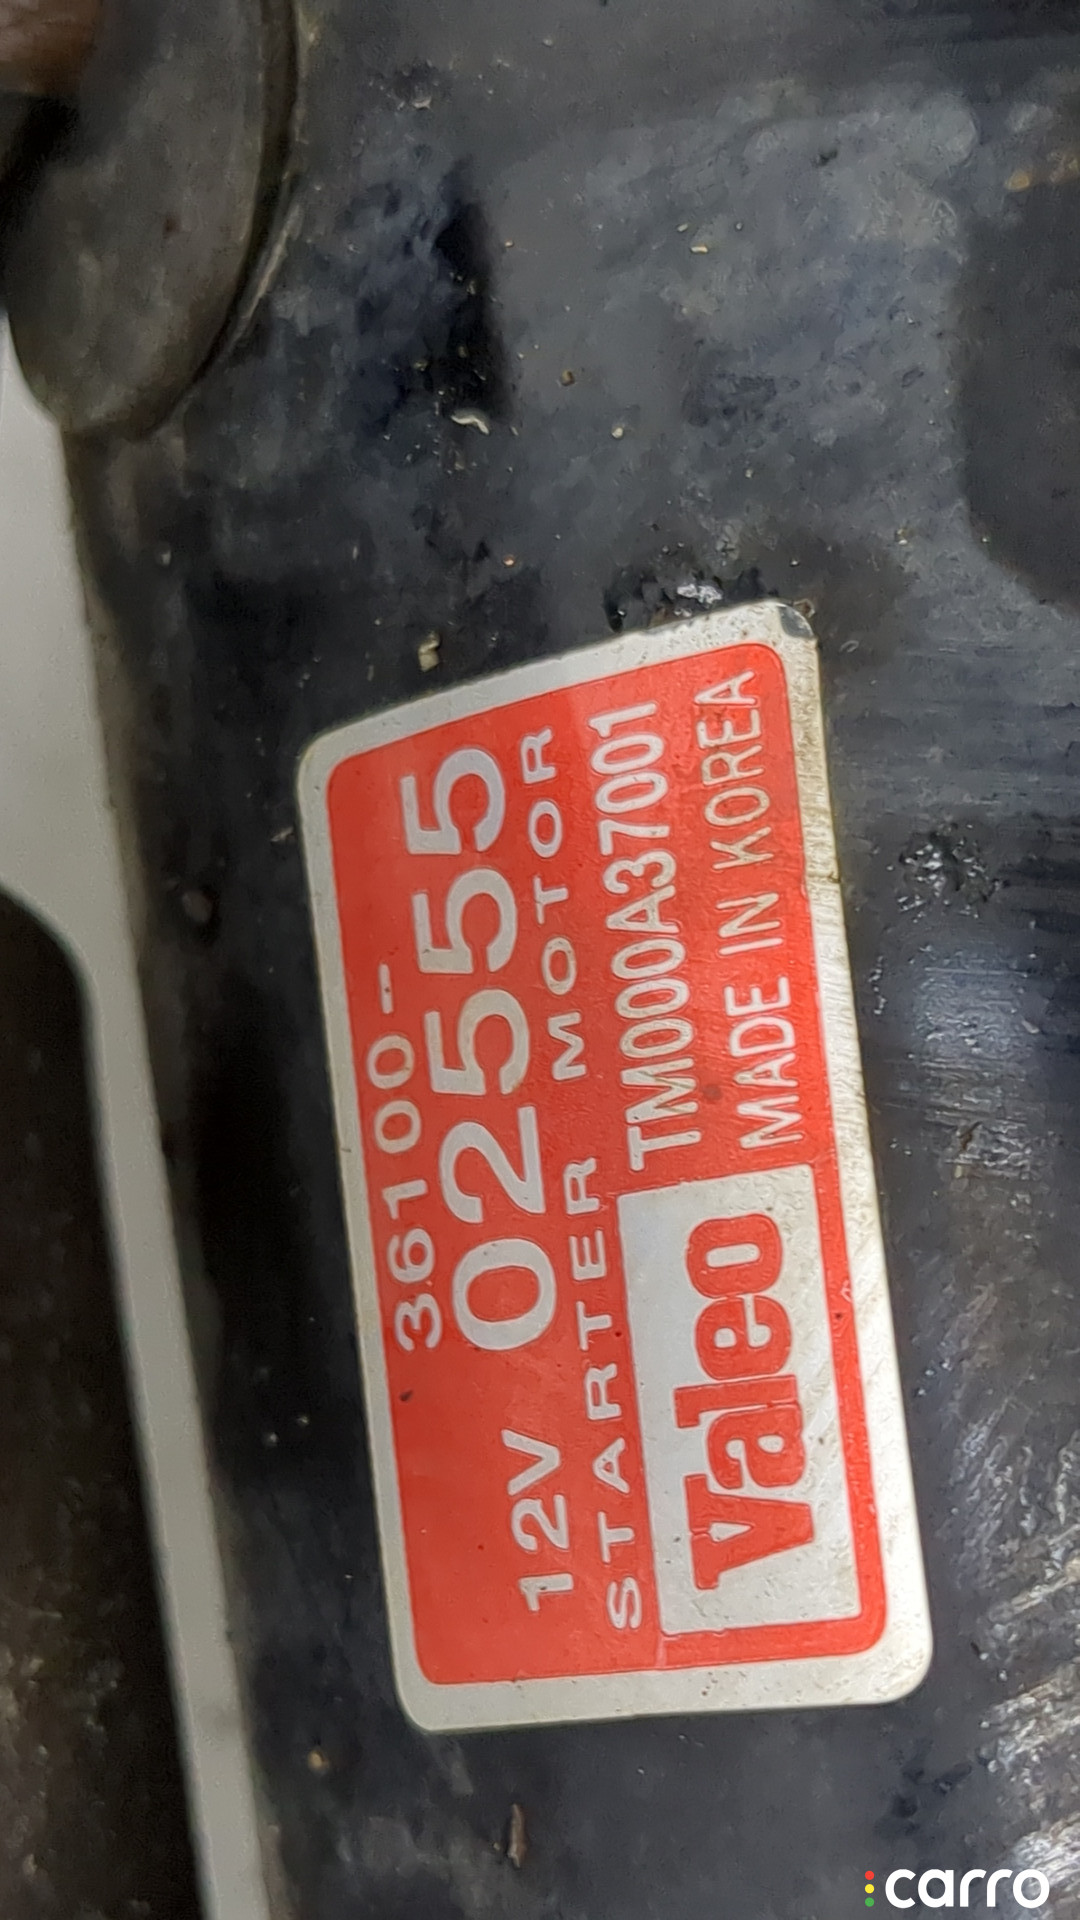 36100-
12V 02555
STARTER MOTOR
Valeo TM000A37001
MADE IN KOREA
carro